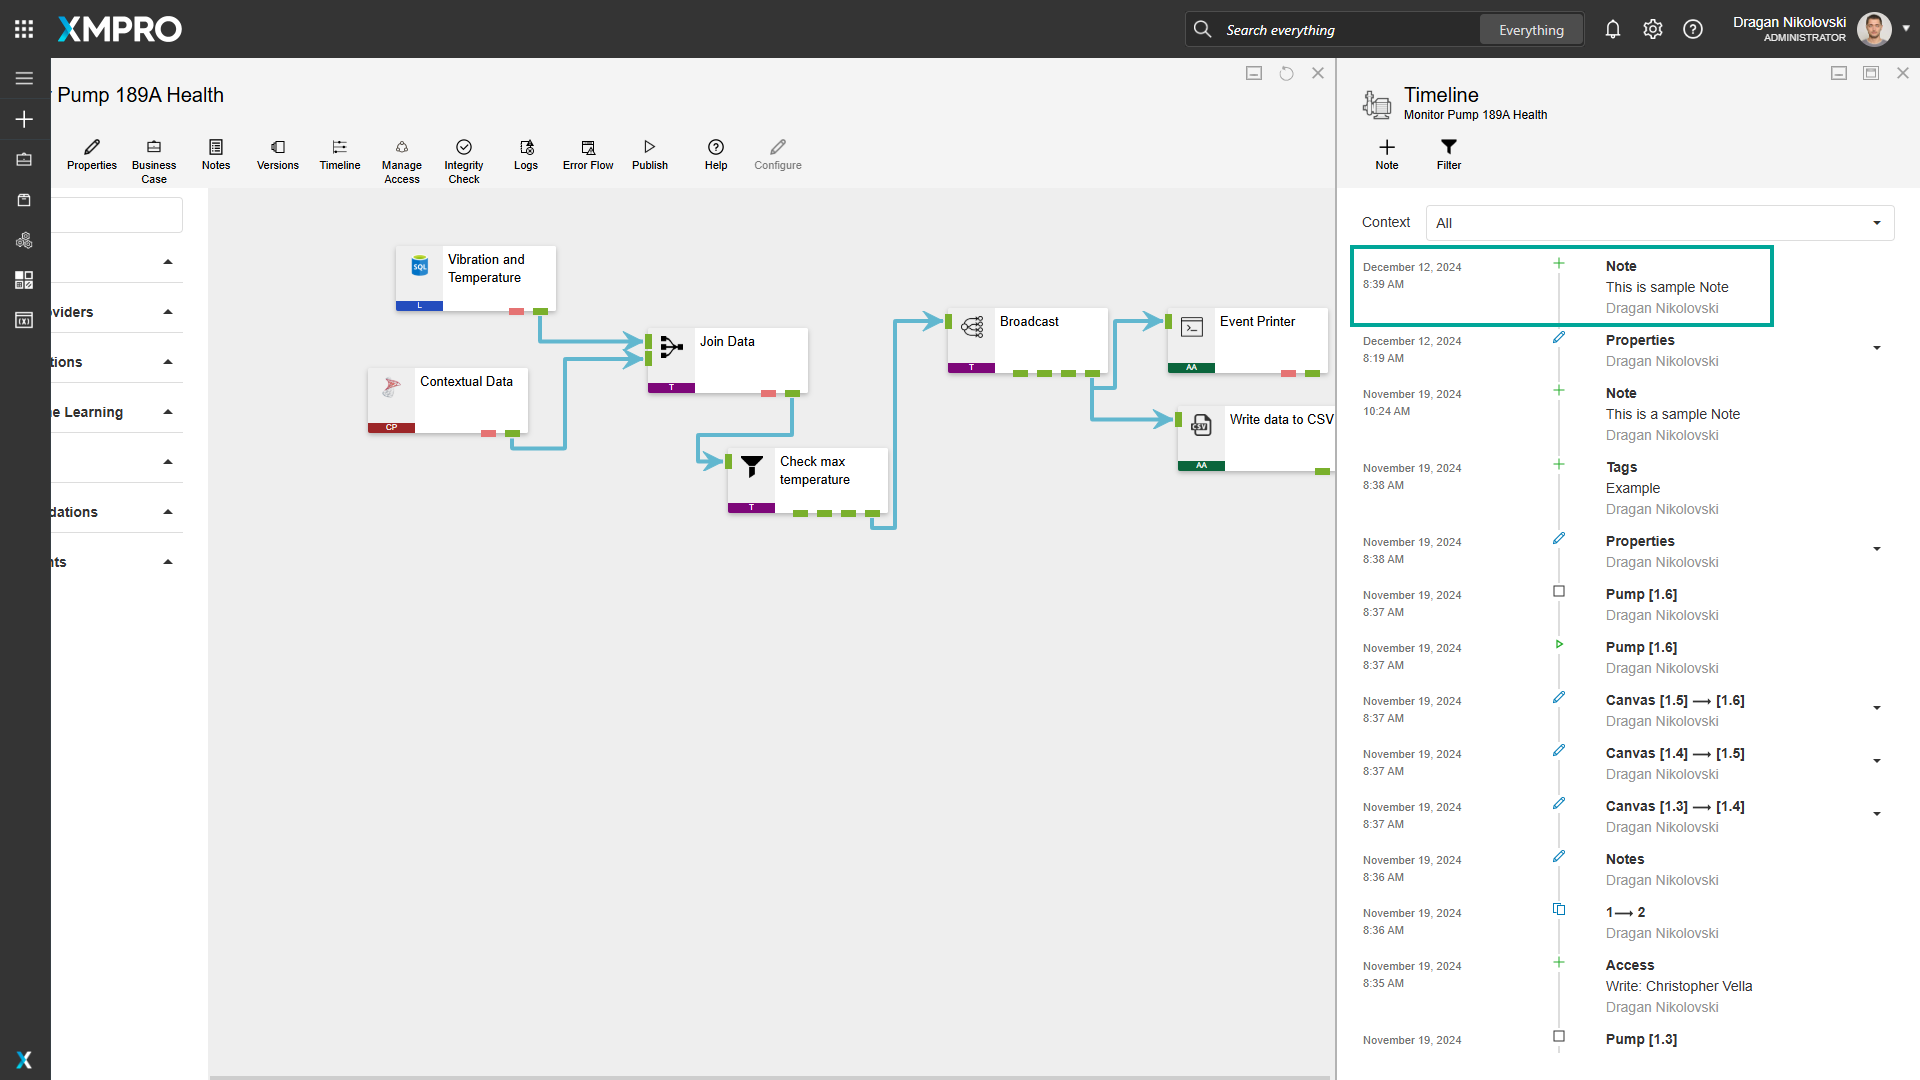 XMPRO
Search everything
Everything
Dragan Nikolovski
ADMINISTRATOR
r Pump 189A Health
Properties
Business
Case
Notes
Versions
Timeline
Manage
Access
Integrity
Check
Logs
Error Flow
Publish
Help
Configure
viders
tions
e Learning
dations
nts
SQL
Vibration and
Temperature
L
Contextual Data
CP
Join Data
T
Check max
temperature
T
Broadcast
T
Event Printer
AA
CSV
Write data to CSV
AA
Timeline
Monitor Pump 189A Health
Note
Filter
Context
All
December 12, 2024
8:39 AM
Note
This is sample Note
Dragan Nikolovski
December 12, 2024
8:19 AM
Properties
Dragan Nikolovski
November 19, 2024
10:24 AM
Note
This is a sample Note
Dragan Nikolovski
November 19, 2024
8:38 AM
Tags
Example
Dragan Nikolovski
November 19, 2024
8:38 AM
Properties
Dragan Nikolovski
November 19, 2024
8:37 AM
Pump [1.6]
Dragan Nikolovski
November 19, 2024
8:37 AM
Pump [1.6]
Dragan Nikolovski
November 19, 2024
8:37 AM
Canvas [1.5] ⟶ [1.6]
Dragan Nikolovski
November 19, 2024
8:37 AM
Canvas [1.4] ⟶ [1.5]
Dragan Nikolovski
November 19, 2024
8:37 AM
Canvas [1.3] ⟶ [1.4]
Dragan Nikolovski
November 19, 2024
8:36 AM
Notes
Dragan Nikolovski
November 19, 2024
8:36 AM
1⟶ 2
Dragan Nikolovski
November 19, 2024
8:35 AM
Access
Write: Christopher Vella
Dragan Nikolovski
November 19, 2024
Pump [1.3]